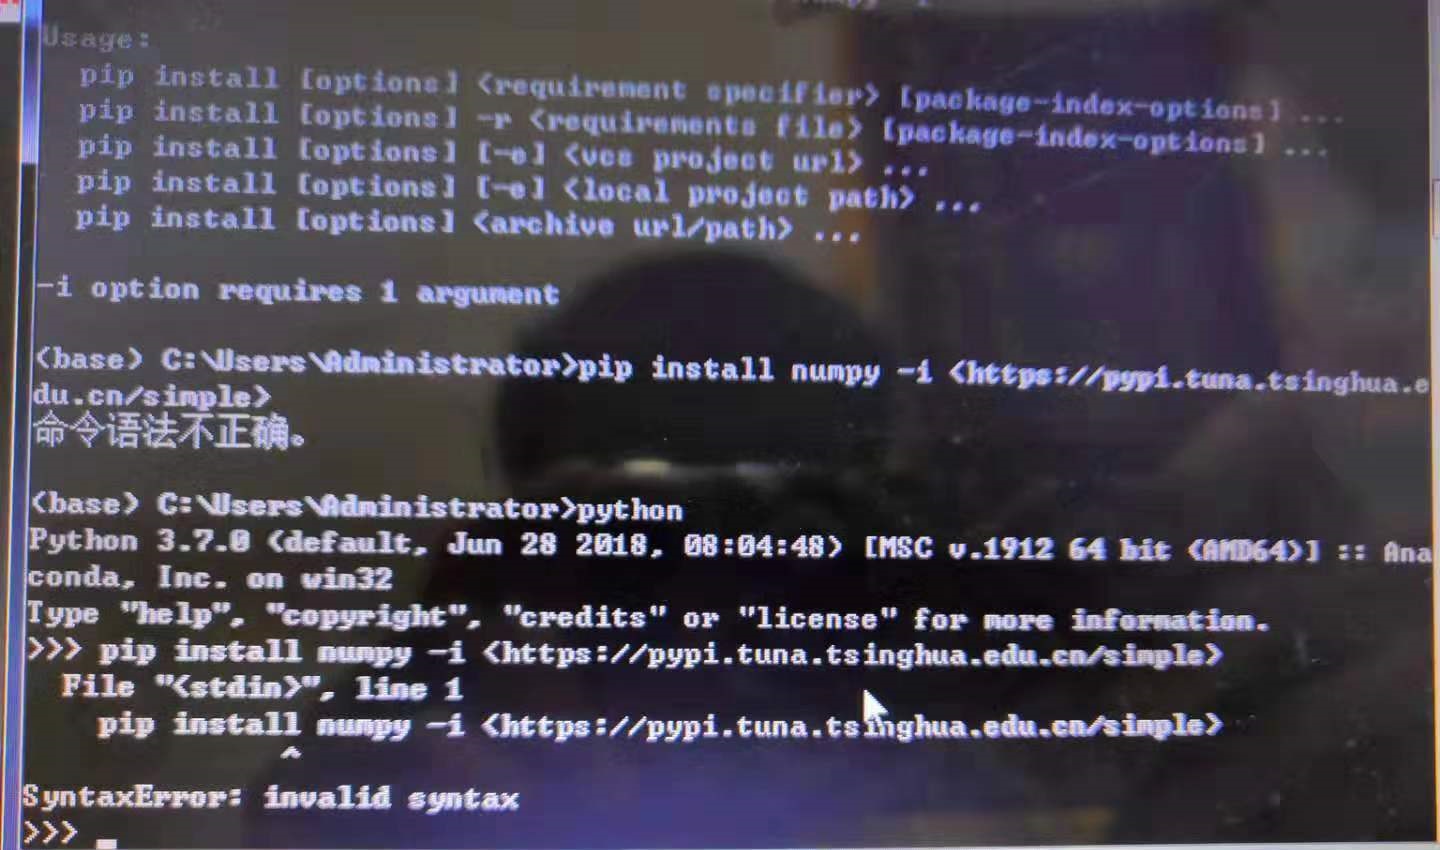 Usage:
pip install [options] <requirement specifier> [package-index-options] ...
pip install [options] -r <requirements file> [package-index-options] ...
pip install [options] [-e] <vcs project url> ...
pip install [options] [-e] <local project path> ...
pip install [options] <archive url/path> ...
-i option requires 1 argument
(base) C:\Users\Administrator>pip install numpy -i <https://pypi.tuna.tsinghua.e
du.cn/simple>
命令语法不正确。
(base) C:\Users\Administrator>python
Python 3.7.0 (default, Jun 28 2018, 08:04:48) [MSC v.1912 64 bit (AMD64)] :: Ana
conda, Inc. on win32
Type "help", "copyright", "credits" or "license" for more information.
>>> pip install numpy -i <https://pypi.tuna.tsinghua.edu.cn/simple>
File "<stdin>", line 1
pip install numpy -i <https://pypi.tuna.tsinghua.edu.cn/simple>
^
SyntaxError: invalid syntax
>>>